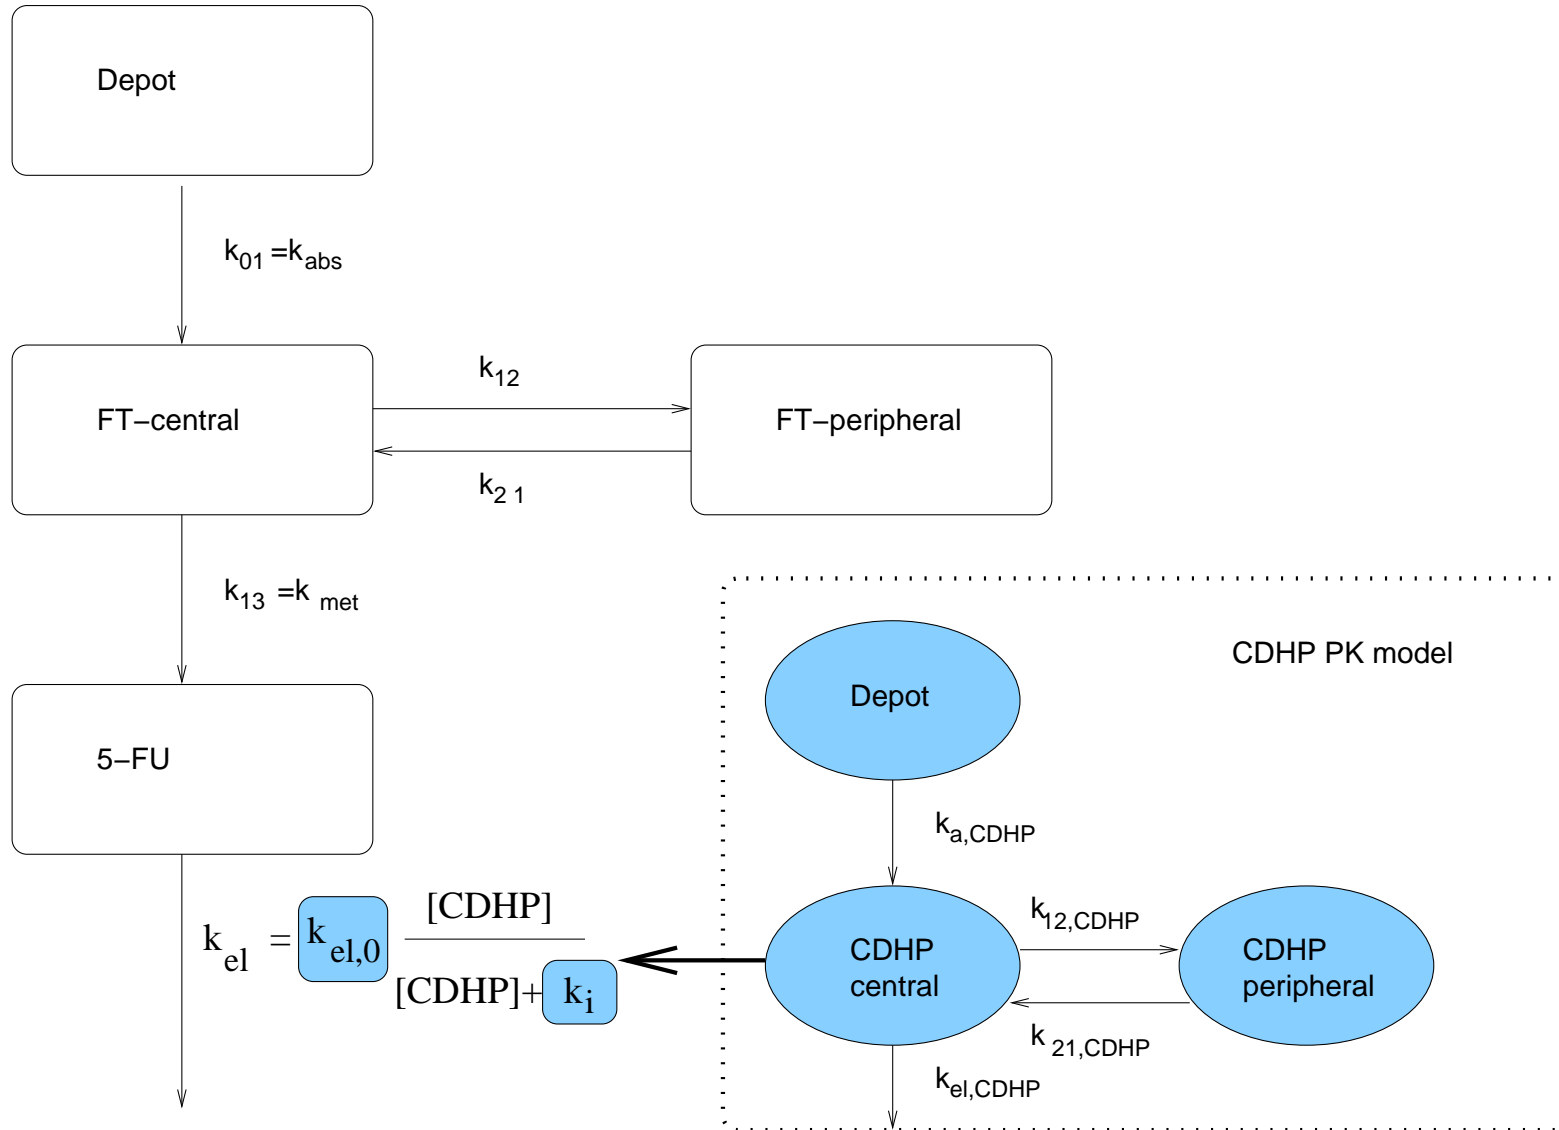 Depot
k01 =kabs
k12
FT−central
FT−peripheral
k2 1
k13 =k met
CDHP PK model
Depot
5−FU
ka,CDHP
kel = kel,0 [CDHP]
[CDHP]+ ki
k12,CDHP
CDHP
central
CDHP
peripheral
k 21,CDHP
kel,CDHP